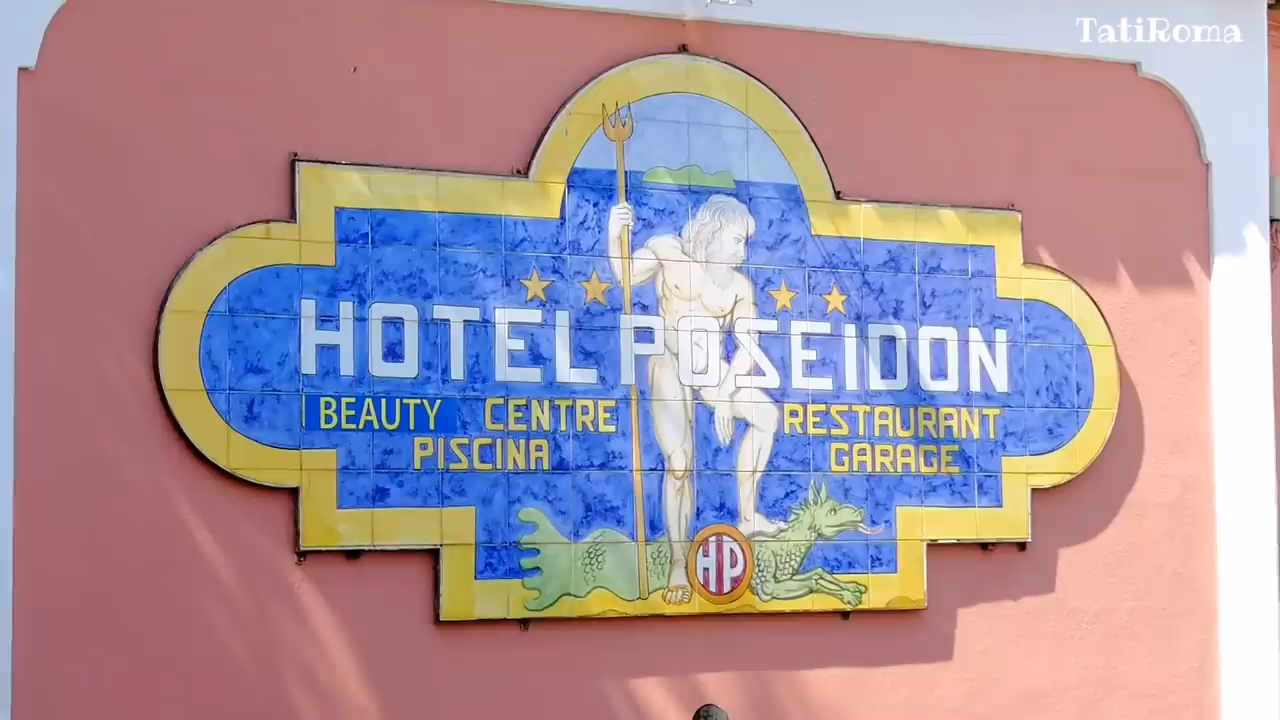 TatiRoma
HOTEL POSEIDON
BEAUTY CENTRE RESTAURANT
PISCINA GARAGE
HP